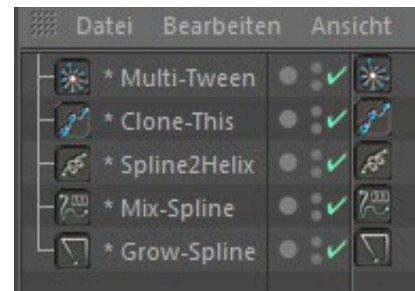 Datei Bearbeiten Ansicht
* Multi-Tween
* Clone-This
* Spline2Helix
* Mix-Spline
* Grow-Spline